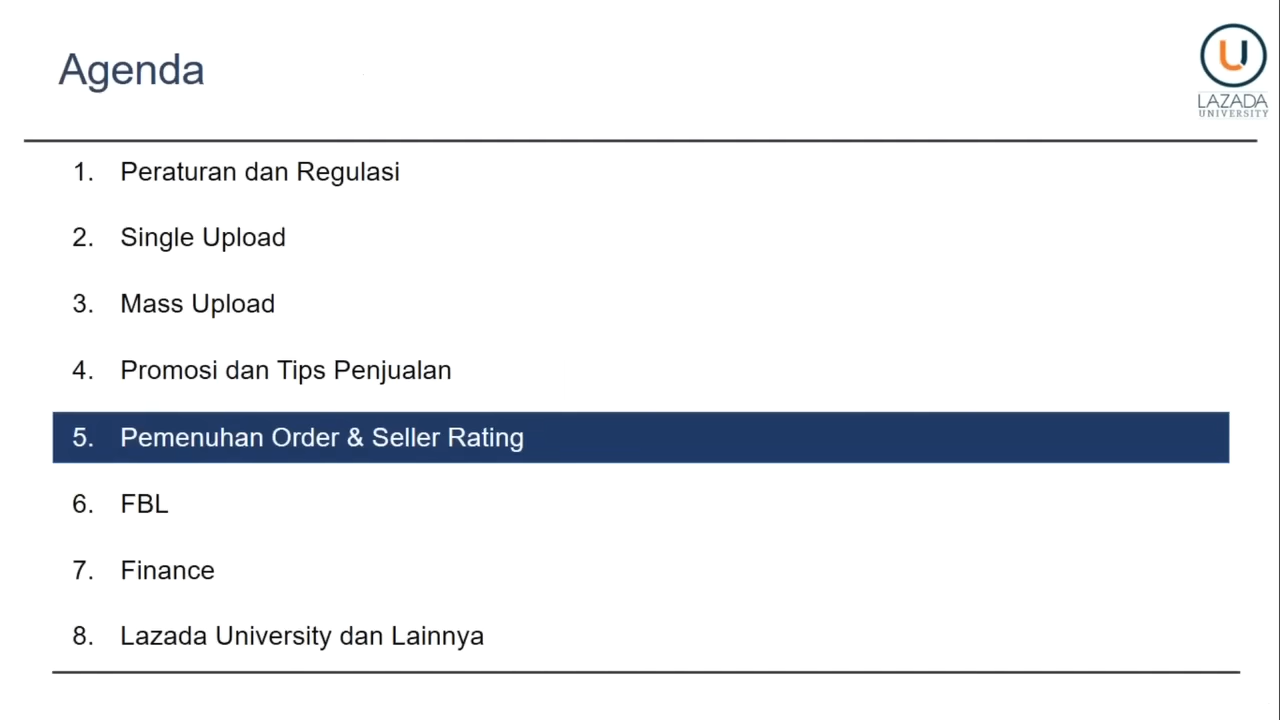 Agenda
LAZADA
UNIVERSITY
1. Peraturan dan Regulasi
2. Single Upload
3. Mass Upload
4. Promosi dan Tips Penjualan
5. Pemenuhan Order & Seller Rating
6. FBL
7. Finance
8. Lazada University dan Lainnya